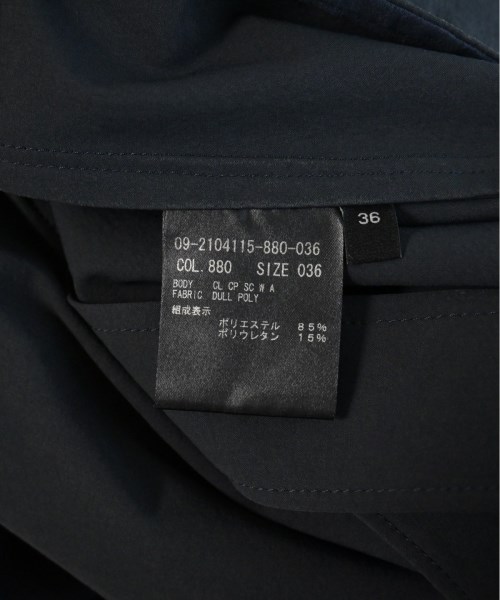 36
09-2104115-880-036
COL. 880 SIZE 036
BODY CL CP SC W A
FABRIC DULL POLY
組成表示
ポリエステル 85%
ポリウレタン 15%